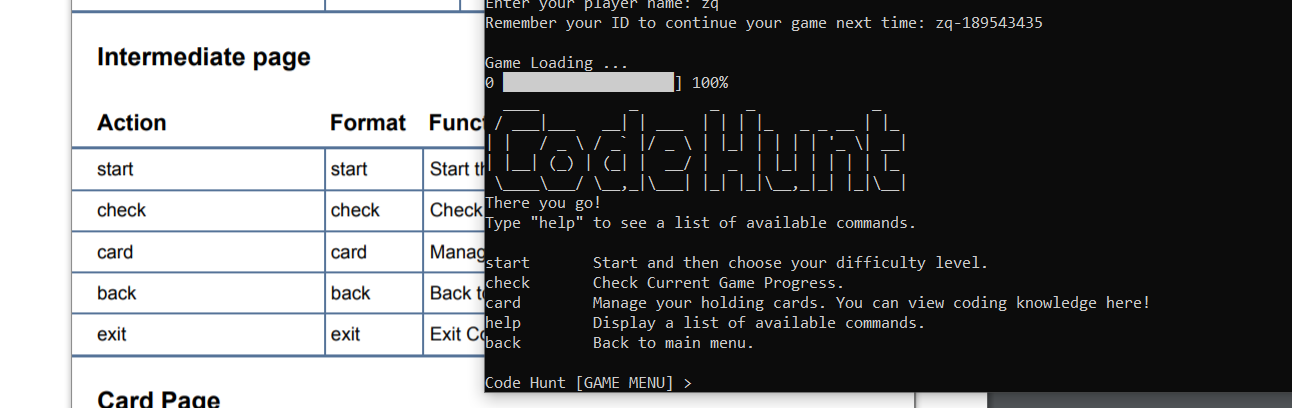 Intermediate page
Action Format Funct
start start Start th
check check Check
card card Manag
back back Back to
exit exit Exit Co
Card Page
Enter your player name: zq
Remember your ID to continue your game next time: zq-189543435
Game Loading ...
0 ] 100%
CodeHunt
There you go!
Type "help" to see a list of available commands.
start Start and then choose your difficulty level.
check Check Current Game Progress.
card Manage your holding cards. You can view coding knowledge here!
help Display a list of available commands.
back Back to main menu.
Code Hunt [GAME MENU] >